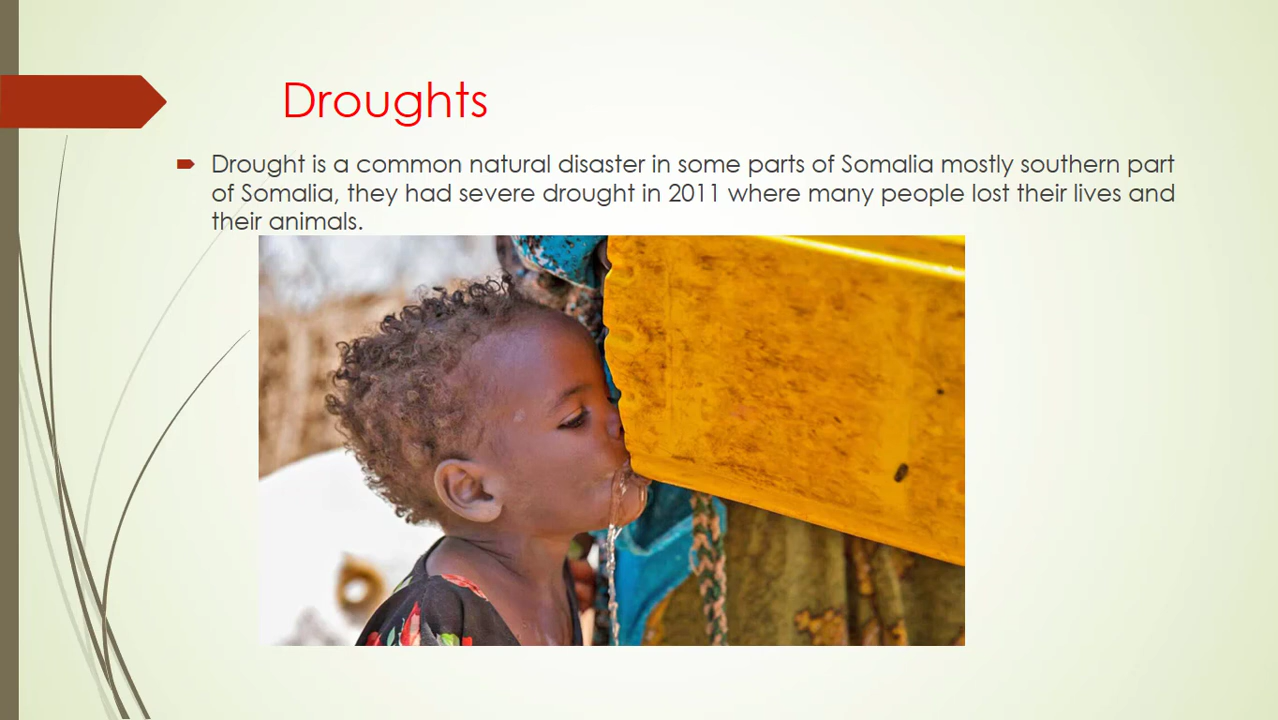 Droughts
Drought is a common natural disaster in some parts of Somalia mostly southern part
of Somalia, they had severe drought in 2011 where many people lost their lives and
their animals.